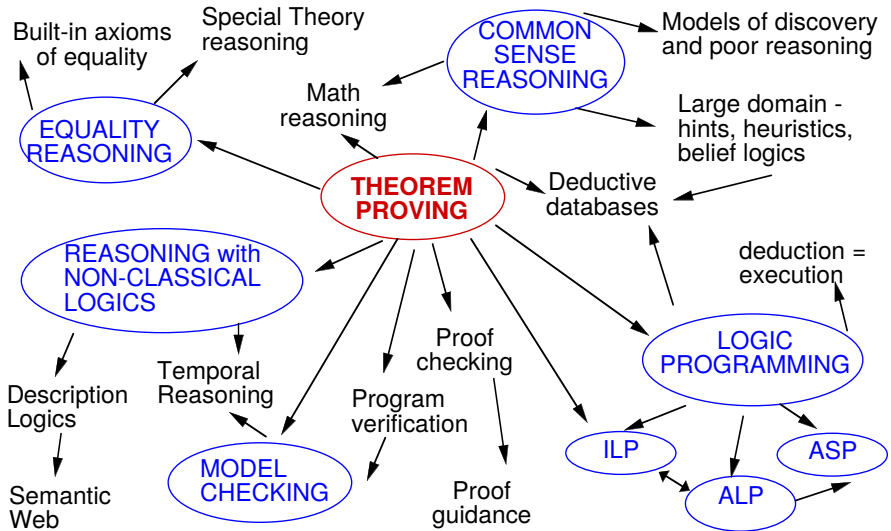 Built-in axioms
of equality
Special Theory
reasoning
COMMON
SENSE
REASONING
Models of discovery
and poor reasoning
Math
reasoning
EQUALITY
REASONING
Large domain -
hints, heuristics,
belief logics
THEOREM
PROVING
Deductive
databases
REASONING with
NON-CLASSICAL
LOGICS
deduction =
execution
LOGIC
PROGRAMMING
Proof
checking
Temporal
Reasoning
Description
Logics
Program
verification
ILP
ASP
MODEL
CHECKING
ALP
Semantic
Web
Proof
guidance